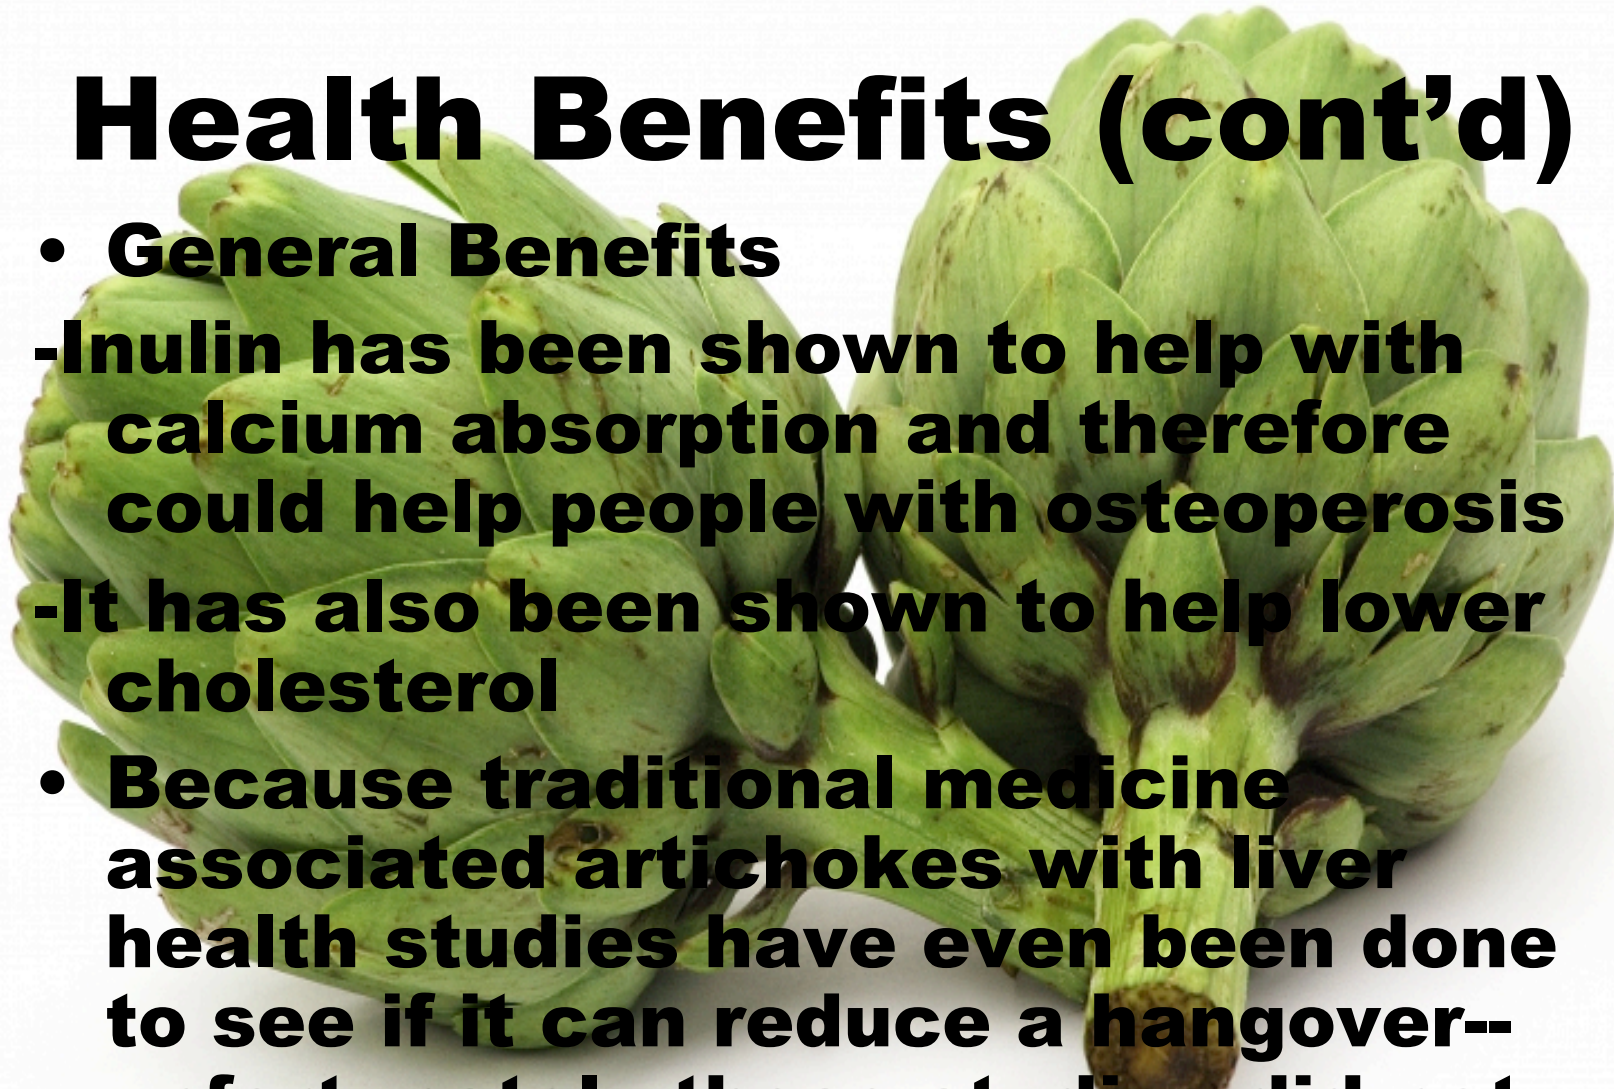 Health Benefits (cont’d)
• General Benefits
-Inulin has been shown to help with
calcium absorption and therefore
could help people with osteoperosis
-It has also been shown to help lower
cholesterol
• Because traditional medicine
associated artichokes with liver
health studies have even been done
to see if it can reduce a hangover--